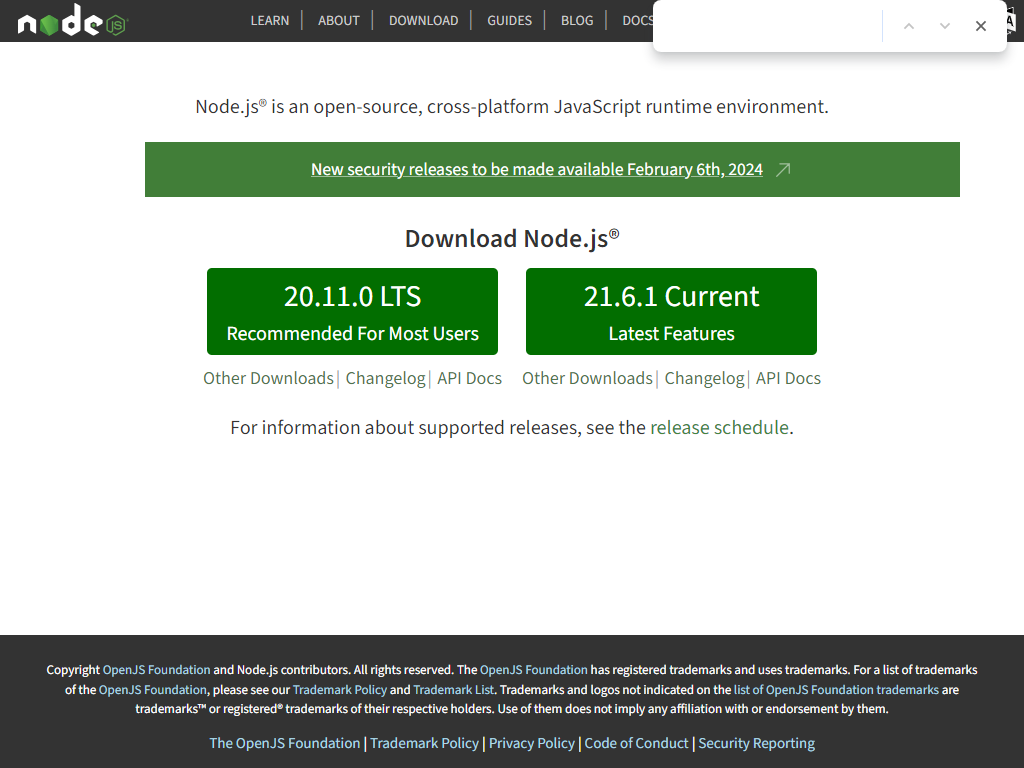 node JS
LEARN | ABOUT | DOWNLOAD | GUIDES | BLOG | DOCS
Node.js® is an open-source, cross-platform JavaScript runtime environment.
New security releases to be made available February 6th, 2024
Download Node.js®
20.11.0 LTS
Recommended For Most Users
21.6.1 Current
Latest Features
Other Downloads | Changelog | API Docs
Other Downloads | Changelog | API Docs
For information about supported releases, see the release schedule.
Copyright OpenJS Foundation and Node.js contributors. All rights reserved. The OpenJS Foundation has registered trademarks and uses trademarks. For a list of trademarks
of the OpenJS Foundation, please see our Trademark Policy and Trademark List. Trademarks and logos not indicated on the list of OpenJS Foundation trademarks are
trademarks™ or registered® trademarks of their respective holders. Use of them does not imply any affiliation with or endorsement by them.
The OpenJS Foundation | Trademark Policy | Privacy Policy | Code of Conduct | Security Reporting